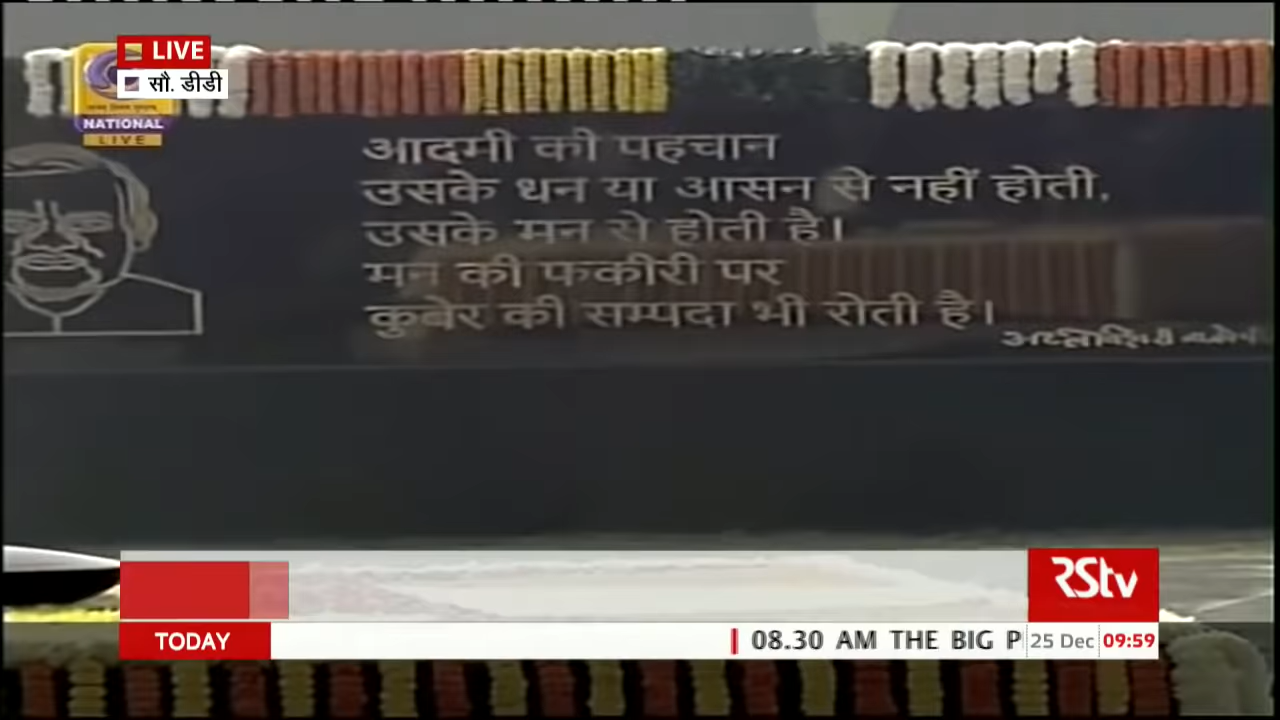 LIVE
सौ. डीडी
NATIONAL
LIVE
आदमी की पहचान
उसके धन या आसन से नहीं होती,
उसके मन से होती है।
मन की फकीरी पर
कुबेर की सम्पदा भी रोती है।
RStv
TODAY
08.30 AM THE BIG P
25 Dec
09:59